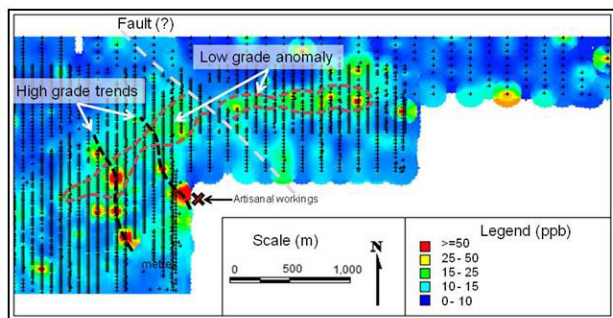 Fault (?)
Low grade anomaly
High grade trends
Artisanal workings
metre
Scale (m)
0 500 1,000
N
Legend (ppb)
>=50
25 - 50
15 - 25
10 - 15
0 - 10